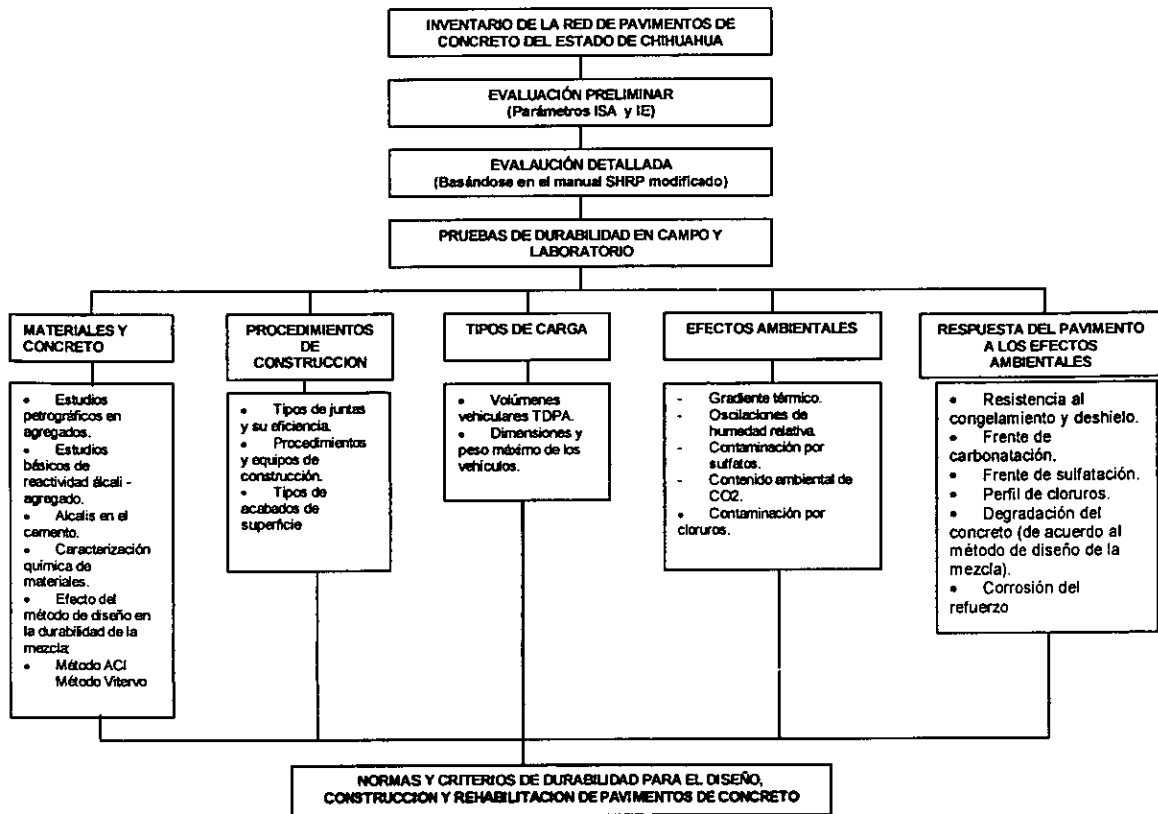 INVENTARIO DE LA RED DE PAVIMENTOS DE
CONCRETO DEL ESTADO DE CHIHUAHUA
EVALUACIÓN PRELIMINAR
(Parámetros ISA y IE)
EVALAUCIÓN DETALLADA
(Basándose en el manual SHRP modificado)
PRUEBAS DE DURABILIDAD EN CAMPO Y
LABORATORIO
MATERIALES Y
CONCRETO
• Estudios
petrográficos en
agregados.
• Estudios
básicos de
reactividad álcali -
agregado.
• Alcalis en el
cemento.
• Caracterización
química de
materiales.
• Efecto del
método de diseño en
la durabilidad de la
mezcla:
• Método ACI
Método Vitervo
PROCEDIMIENTOS
DE
CONSTRUCCION
• Tipos de juntas
y su eficiencia.
• Procedimientos
y equipos de
construcción.
• Tipos de
acabados de
superficie
TIPOS DE CARGA
• Volúmenes
vehiculares TDPA.
• Dimensiones y
peso máximo de los
vehículos.
EFECTOS AMBIENTALES
- Gradiente térmico.
- Oscilaciones de
humedad relativa.
- Contaminación por
sulfatos.
- Contenido ambiental de
CO2.
• Contaminación por
cloruros.
RESPUESTA DEL PAVIMENTO
A LOS EFECTOS
AMBIENTALES
• Resistencia al
congelamiento y deshielo.
• Frente de
carbonatación.
• Frente de sulfatación.
• Perfil de cloruros.
• Degradación del
concreto (de acuerdo al
método de diseño de la
mezcla).
• Corrosión del
refuerzo
NORMAS Y CRITERIOS DE DURABILIDAD PARA EL DISEÑO,
CONSTRUCCION Y REHABILITACION DE PAVIMENTOS DE CONCRETO